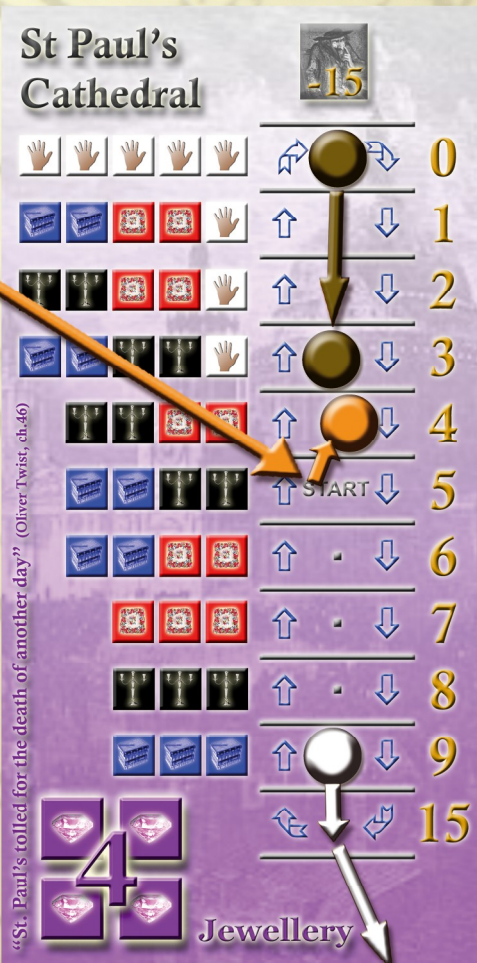 St Paul's
Cathedral
-15
0
1
2
3
4
START
5
6
7
8
9
15
4
Jewellery
“St. Paul's tolled for the death of another day” (Oliver Twist, ch.46)